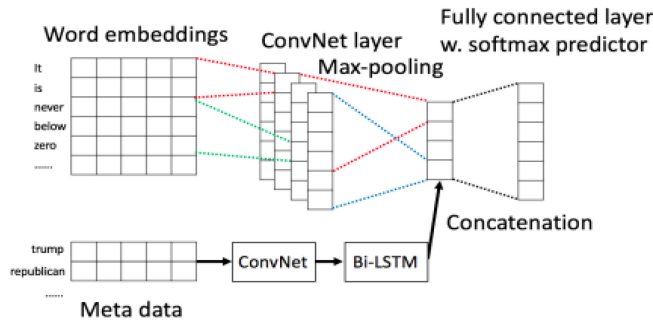 Word embeddings
ConvNet layer
Max-pooling
Fully connected layer
w. softmax predictor
It
is
never
below
zero
......
Concatenation
trump
republican
......
ConvNet
Bi-LSTM
Meta data